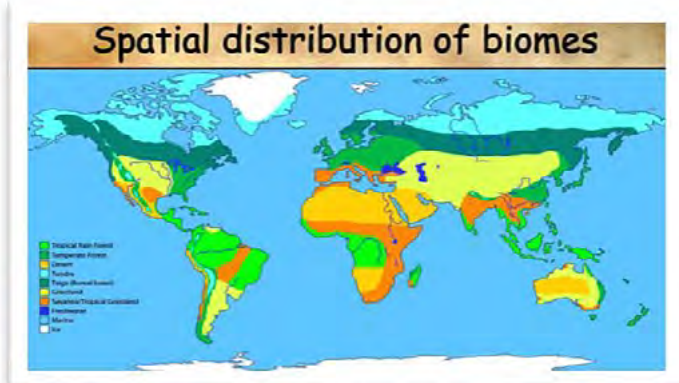 Spatial distribution of biomes
Tropical Rain Forest
Temperate Forest
Desert
Tundra
Taiga (Boreal forest)
Grassland
Savanna/Tropical Grassland
Freshwater
Marine
Ice